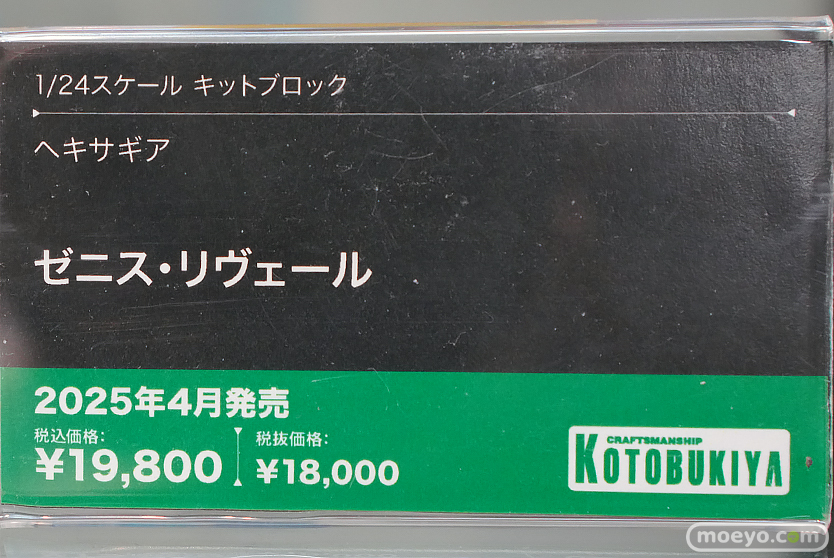 1/24スケール キットブロック
ヘキサギア
ゼニス・リヴェール
2025年4月発売
税込価格: 税抜価格:
¥19,800 ¥18,000
CRAFTSMANSHIP
KOTOBUKIYA
moeyo.com